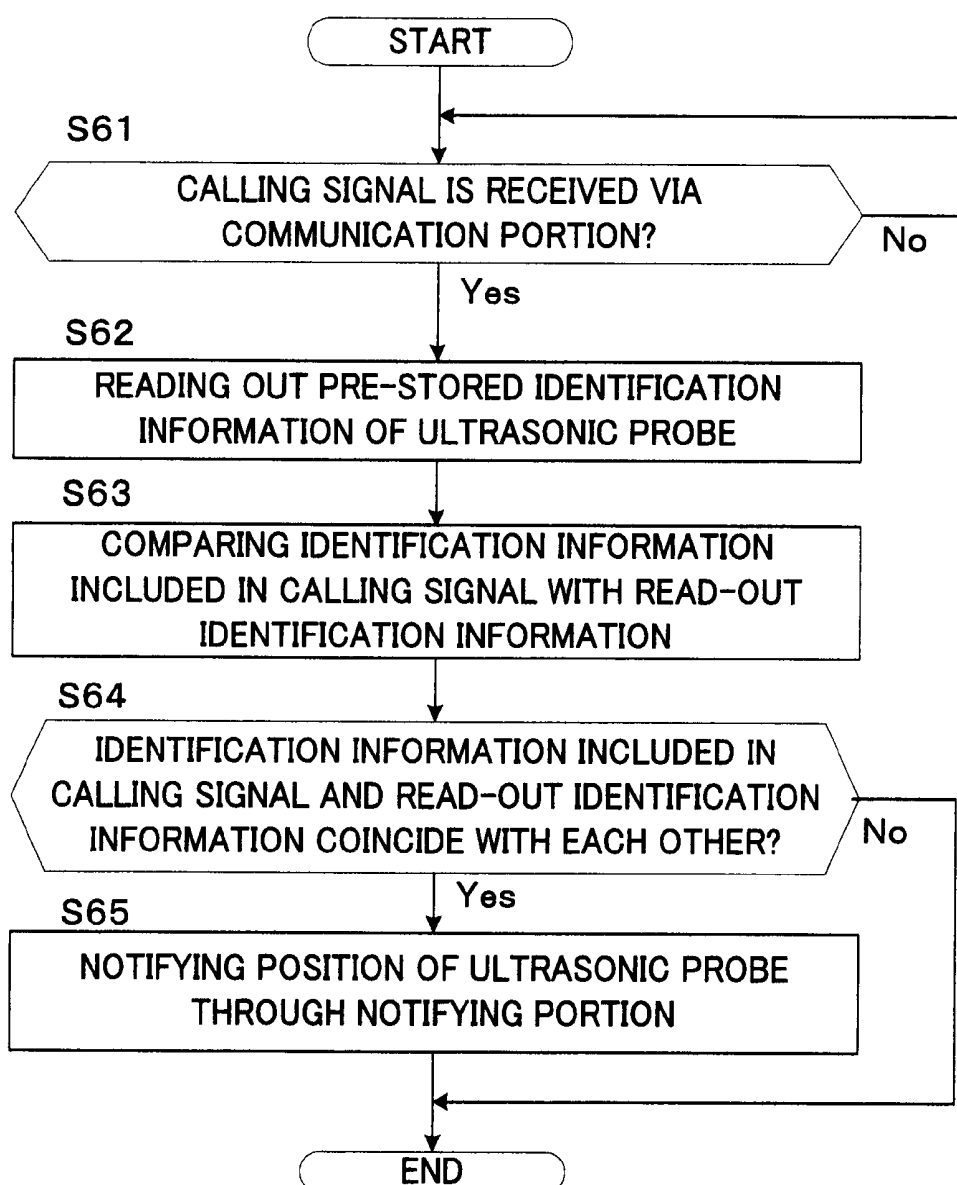 START
S61
CALLING SIGNAL IS RECEIVED VIA
COMMUNICATION PORTION?
No
Yes
S62
READING OUT PRE-STORED IDENTIFICATION
INFORMATION OF ULTRASONIC PROBE
S63
COMPARING IDENTIFICATION INFORMATION
INCLUDED IN CALLING SIGNAL WITH READ-OUT
IDENTIFICATION INFORMATION
S64
IDENTIFICATION INFORMATION INCLUDED IN
CALLING SIGNAL AND READ-OUT IDENTIFICATION
INFORMATION COINCIDE WITH EACH OTHER?
No
Yes
S65
NOTIFYING POSITION OF ULTRASONIC PROBE
THROUGH NOTIFYING PORTION
END